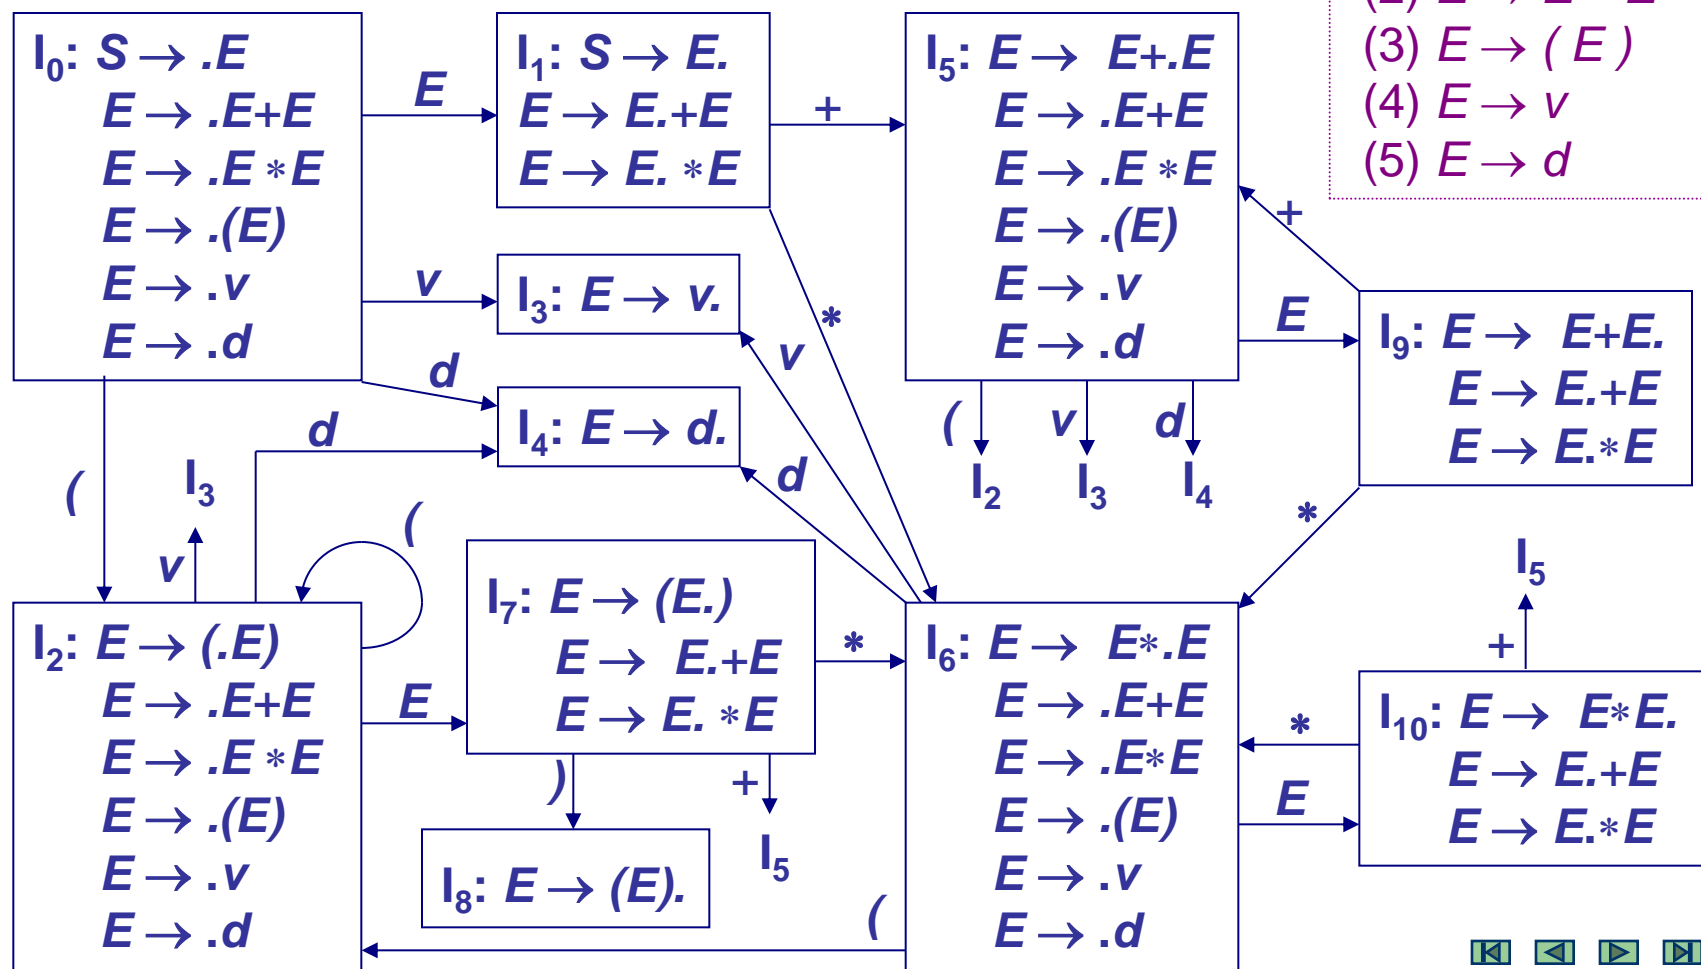 I0: S → .E
E → .E+E
E → .E *E
E → .(E)
E → .v
E → .d
E
v
d
(
I1: S → E.
E → E.+E
E → E. *E
+
*
I3: E → v.
I4: E → d.
v
d
d
I5: E → E+.E
E → .E+E
E → .E *E
E → .(E)
E → .v
E → .d
(
v
d
I2
I3
I4
E
+
(3) E → ( E )
(4) E → v
(5) E → d
I9: E → E+E.
E → E.+E
E → E.*E
*
I3
v
(
I2: E → (.E)
E → .E+E
E → .E *E
E → .(E)
E → .v
E → .d
E
I7: E → (E.)
E → E.+E
E → E. *E
*
)
+
I5
I8: E → (E).
(
I6: E → E*.E
E → .E+E
E → .E*E
E → .(E)
E → .v
E → .d
*
E
I5
+
I10: E → E*E.
E → E.+E
E → E.*E